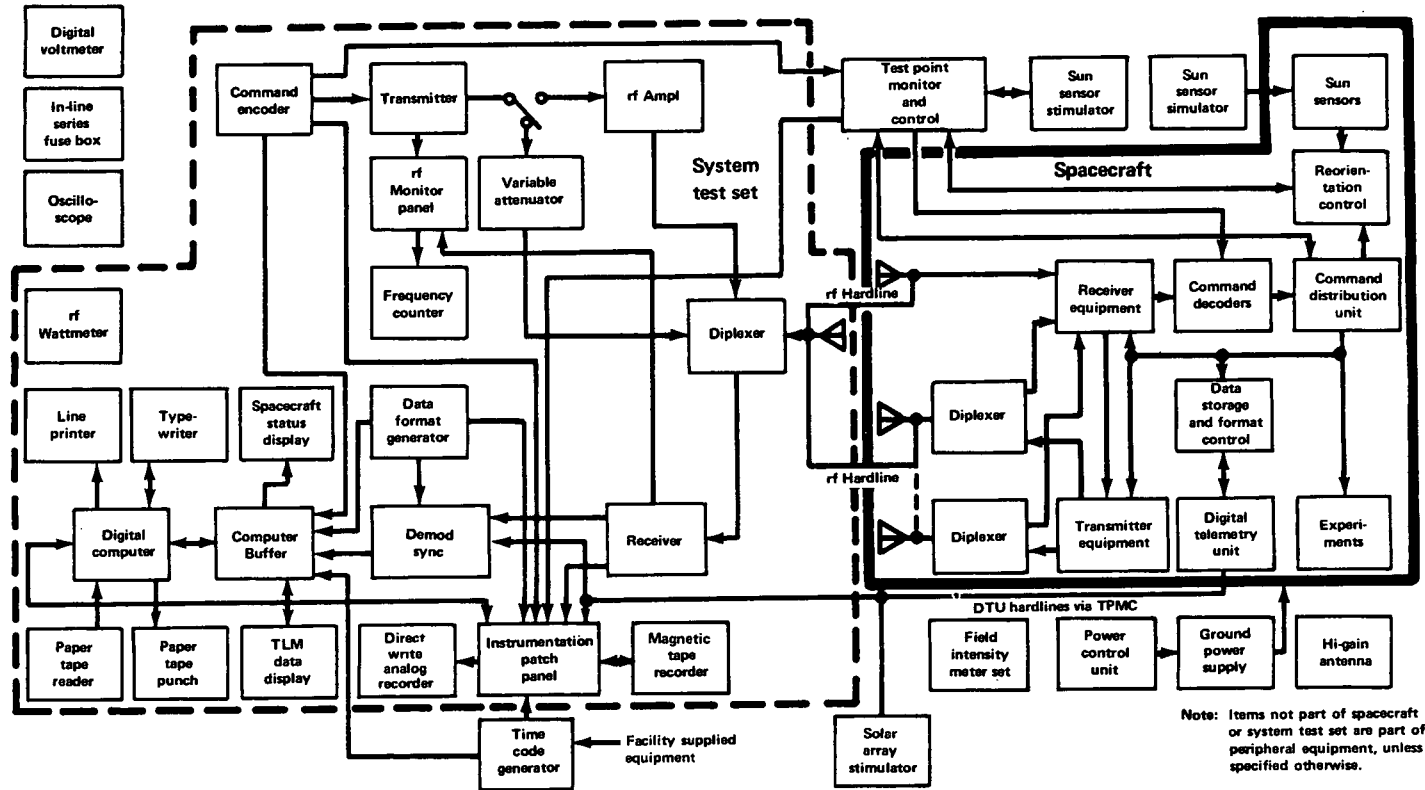 Digital
voltmeter
In-line
series
fuse box
Oscillo-
scope
Command
encoder
Transmitter
rf Ampl
rf
Monitor
panel
Variable
attenuator
Frequency
counter
System
test set
Test point
monitor
and
control
Sun
sensor
stimulator
Sun
sensor
simulator
Sun
sensors
Spacecraft
Reorien-
tation
control
rf Hardline
Receiver
equipment
Command
decoders
Command
distribution
unit
rf
Wattmeter
Diplexer
Line
printer
Type-
writer
Spacecraft
status
display
Data
format
generator
Diplexer
Data
storage
and format
control
rf Hardline
Digital
computer
Computer
Buffer
Demod
sync
Receiver
Diplexer
Transmitter
equipment
Digital
telemetry
unit
Experi-
ments
DTU hardlines via TPMC
Paper
tape
reader
Paper
tape
punch
TLM
data
display
Direct
write
analog
recorder
Instrumentation
patch
panel
Magnetic
tape
recorder
Field
intensity
meter set
Power
control
unit
Ground
power
supply
Hi-gain
antenna
Time
code
generator
Facility supplied
equipment
Solar
array
stimulator
Note: Items not part of spacecraft
or system test set are part of
peripheral equipment, unless
specified otherwise.